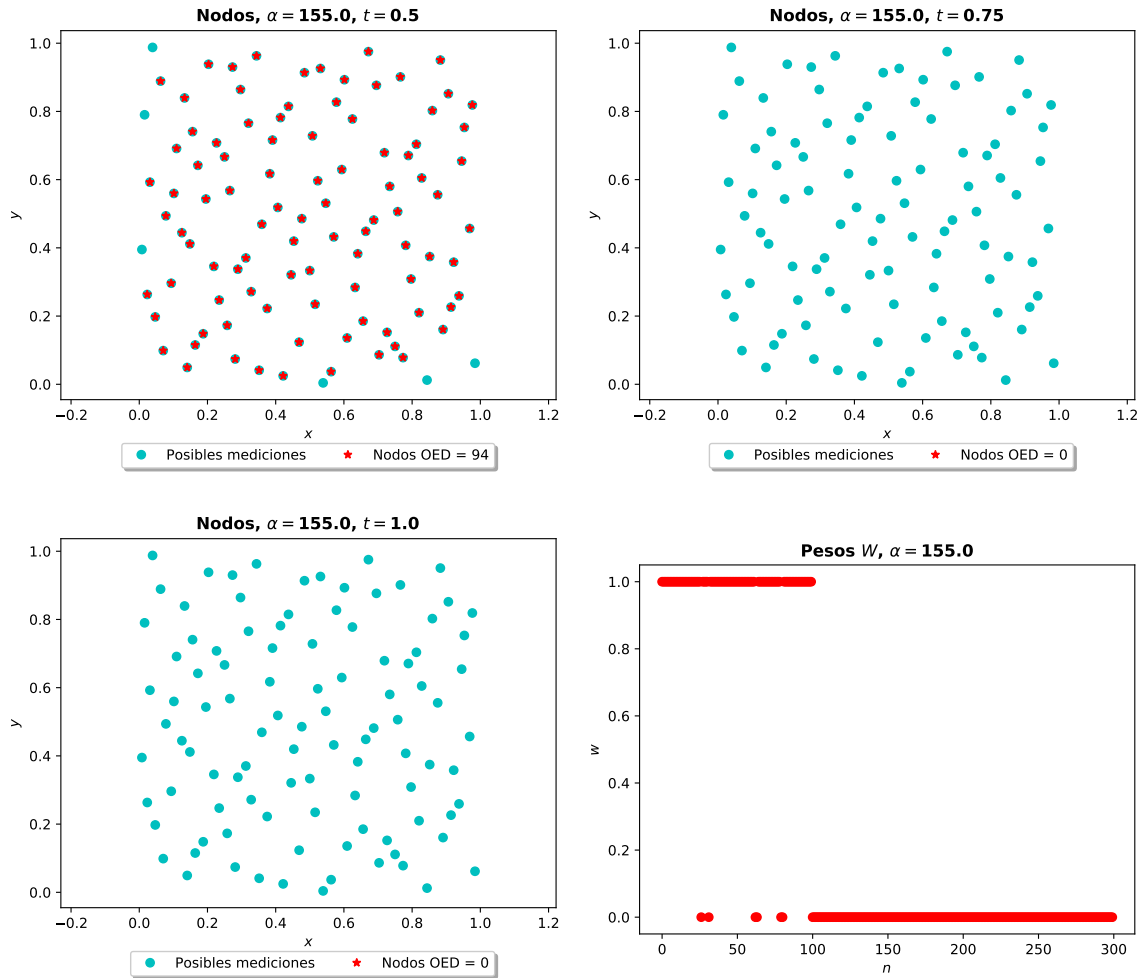 Nodos, α = 155.0, t = 0.5
1.0
0.8
0.6
0.4
0.2
0.0
y
−0.2 0.0 0.2 0.4 0.6 0.8 1.0 1.2
x
Posibles mediciones Nodos OED = 94
Nodos, α = 155.0, t = 0.75
1.0
0.8
0.6
0.4
0.2
0.0
y
−0.2 0.0 0.2 0.4 0.6 0.8 1.0 1.2
x
Posibles mediciones Nodos OED = 0
Nodos, α = 155.0, t = 1.0
1.0
0.8
0.6
0.4
0.2
0.0
y
−0.2 0.0 0.2 0.4 0.6 0.8 1.0 1.2
x
Posibles mediciones Nodos OED = 0
Pesos W, α = 155.0
1.0
0.8
0.6
0.4
0.2
0.0
w
0 50 100 150 200 250 300
n